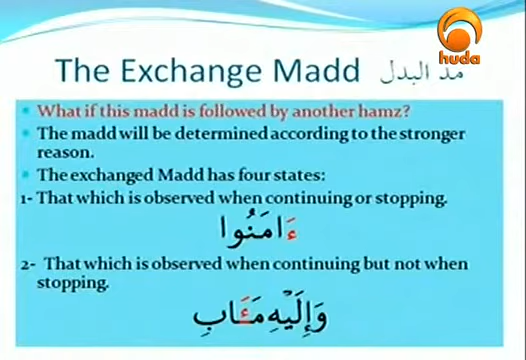 huda
The Exchange Madd مد البدل
• What if this madd is followed by another hamz?
• The madd will be determined according to the stronger
reason.
• The exchanged Madd has four states:
1- That which is observed when continuing or stopping.
ءَامَنُوا
2- That which is observed when continuing but not when
stopping.
وَإِلَيْهِ مَـَٔابِ